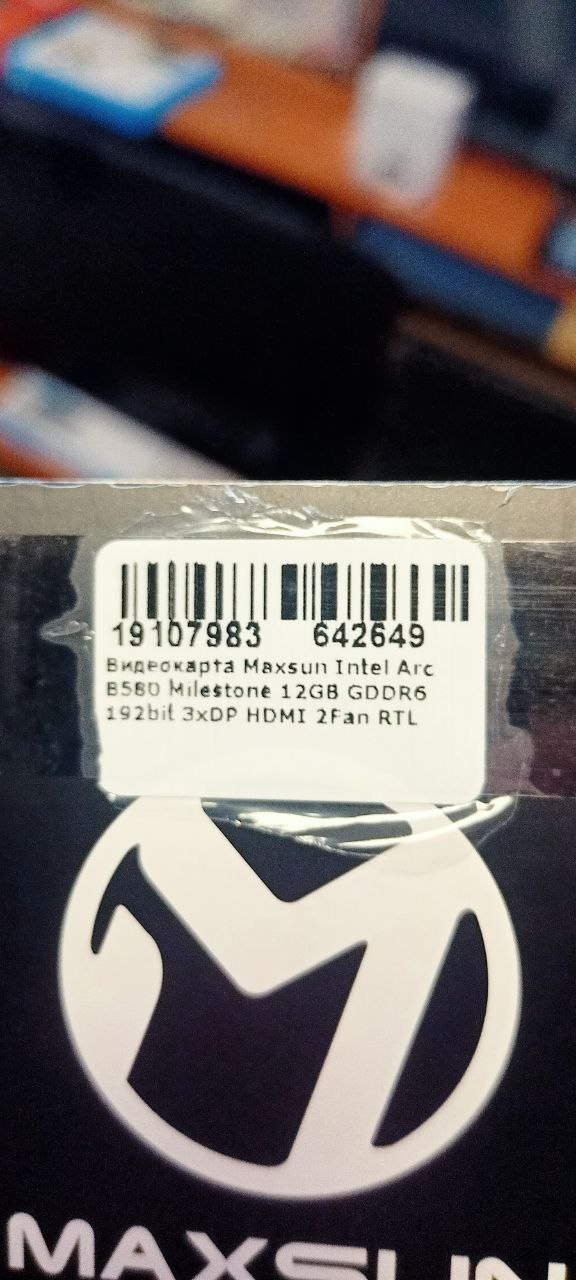 19107983 642649
Видеокарта Maxsun Intel Arc
B580 Milestone 12GB GDDR6
192bit 3xDP HDMI 2Fan RTL
MAXSUN